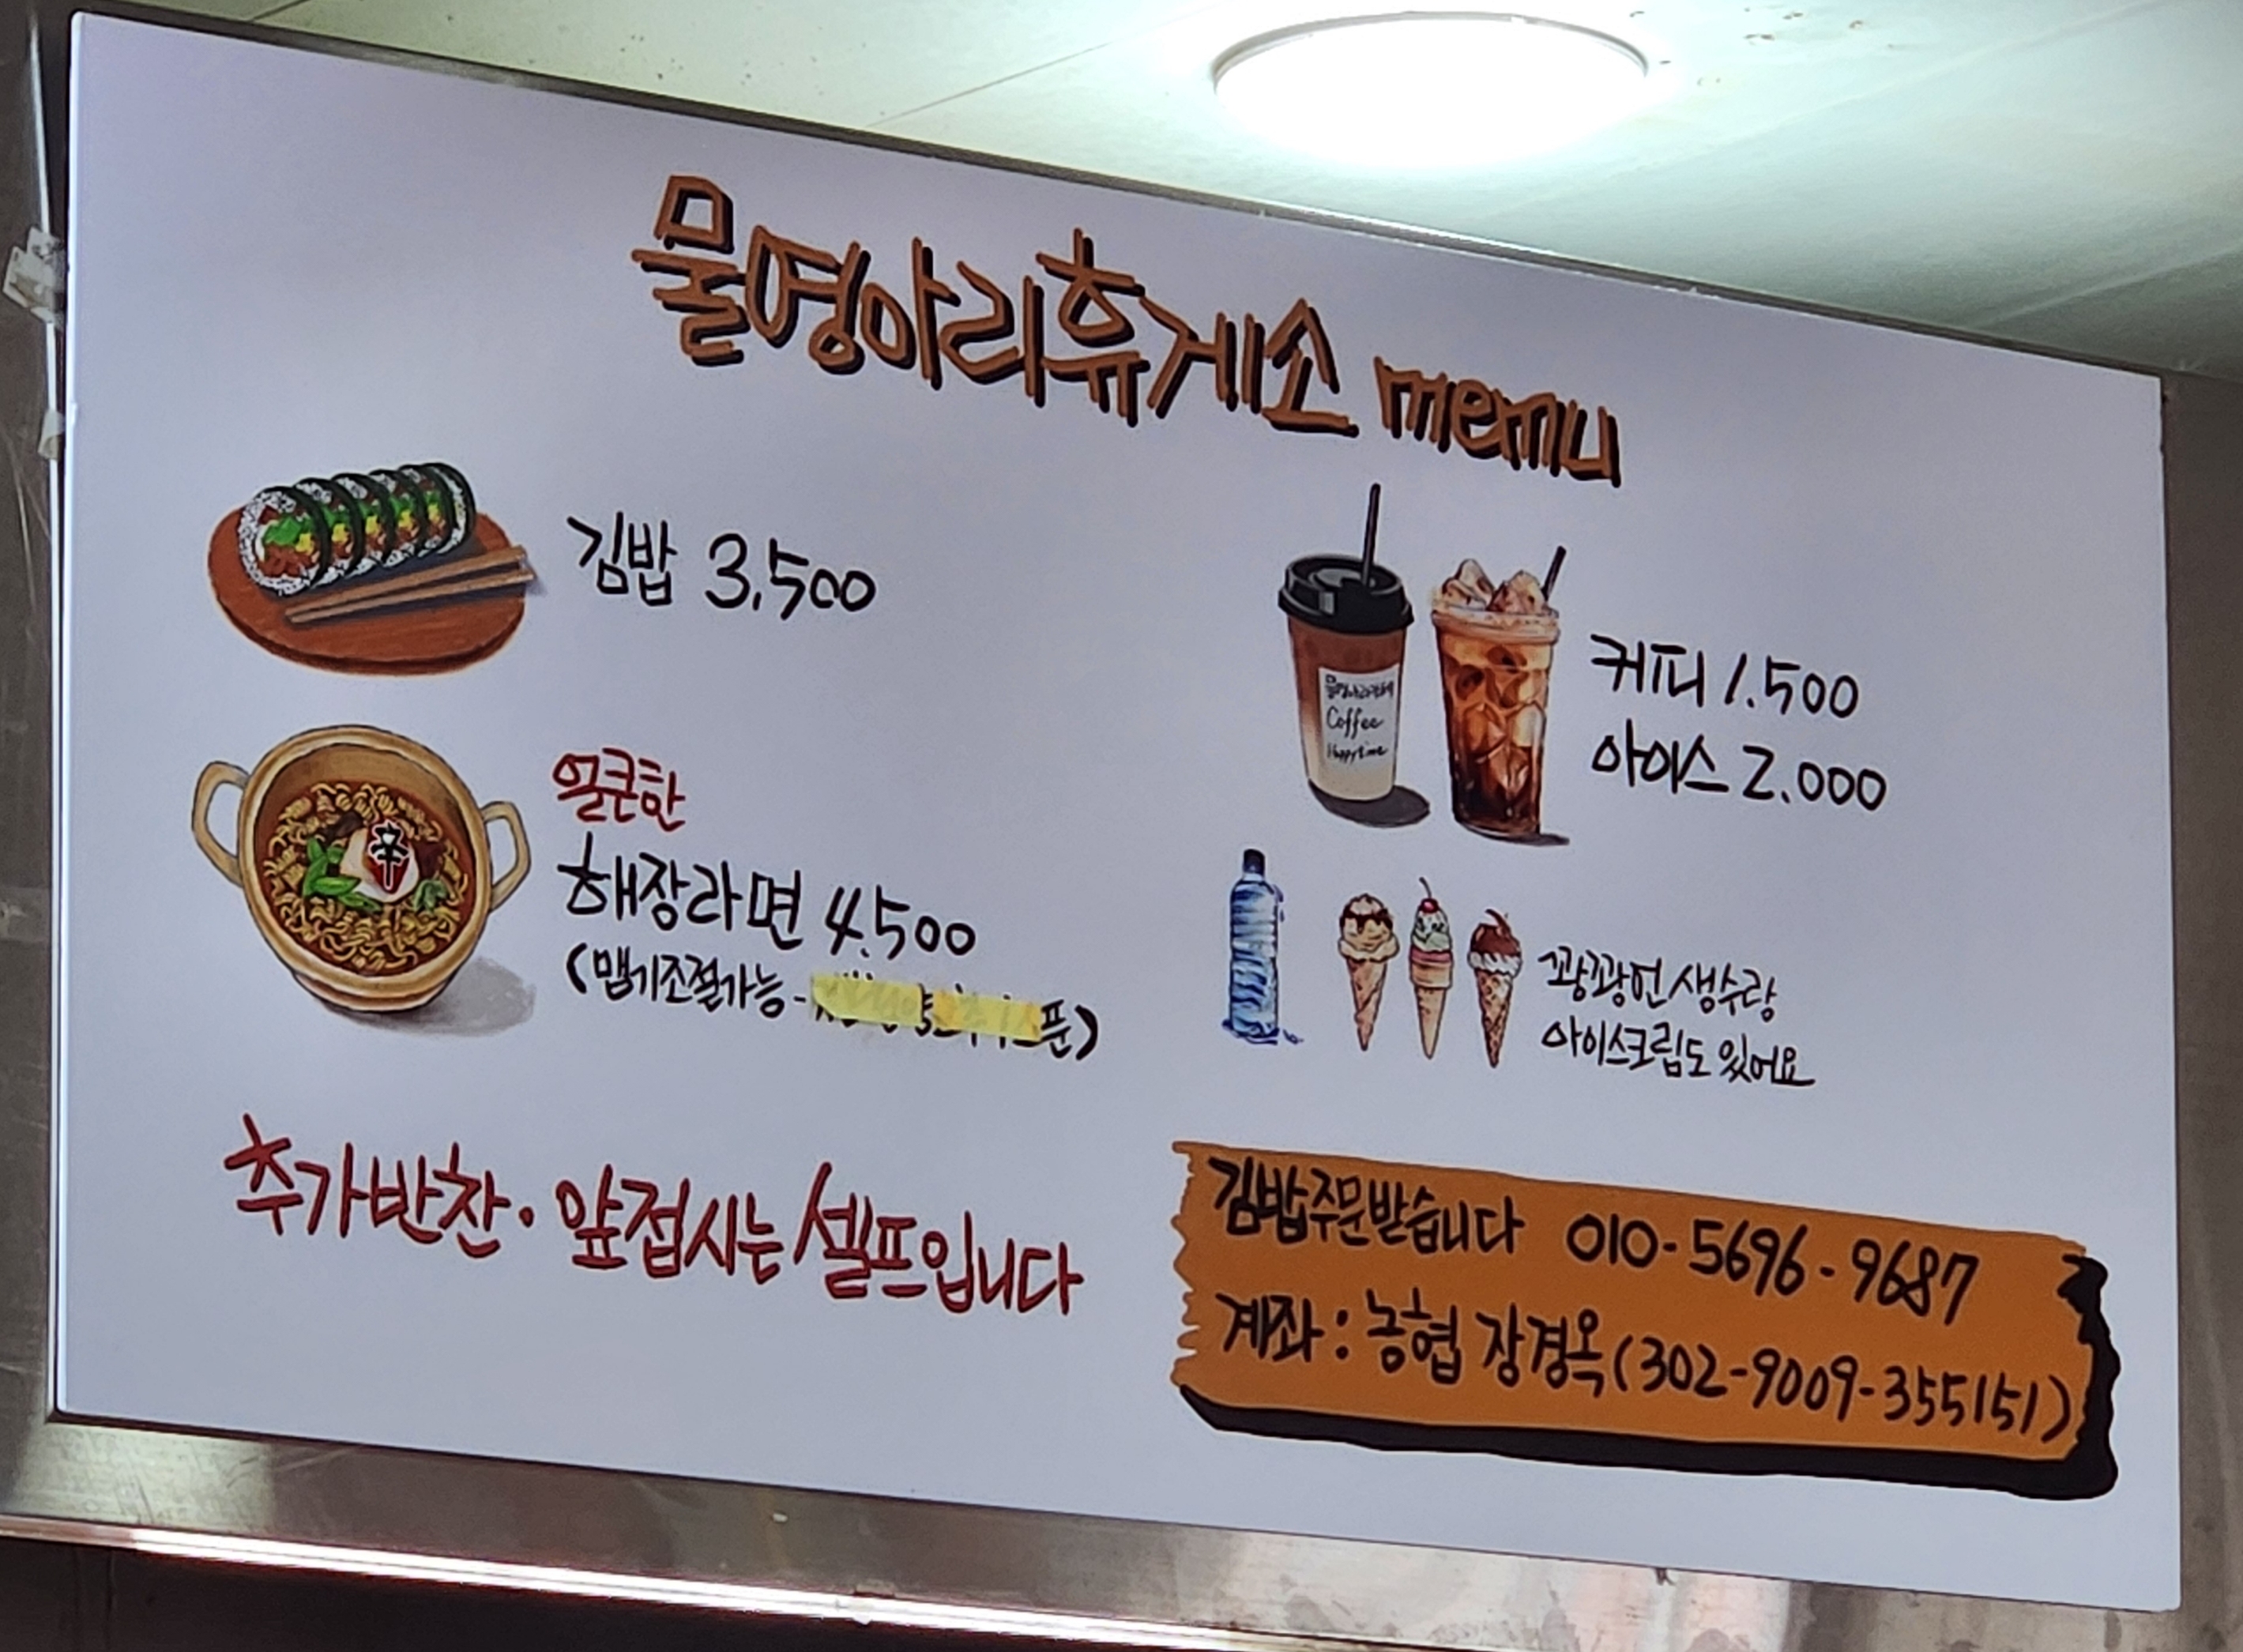 물영아리휴게소 menu
김밥 3,500
얼큰한
해장라면 4.500
(맵기조절가능-
辛
추가반찬·앞접시는 셀프입니다
커피 1.500
아이스 2.000
Coffee
Happy time
꽝꽝언 생수랑
아이스크림도 있어요
김밥주문받습니다 010-5696-9687
계좌 : 농협 장경옥 (302-9009-355151)